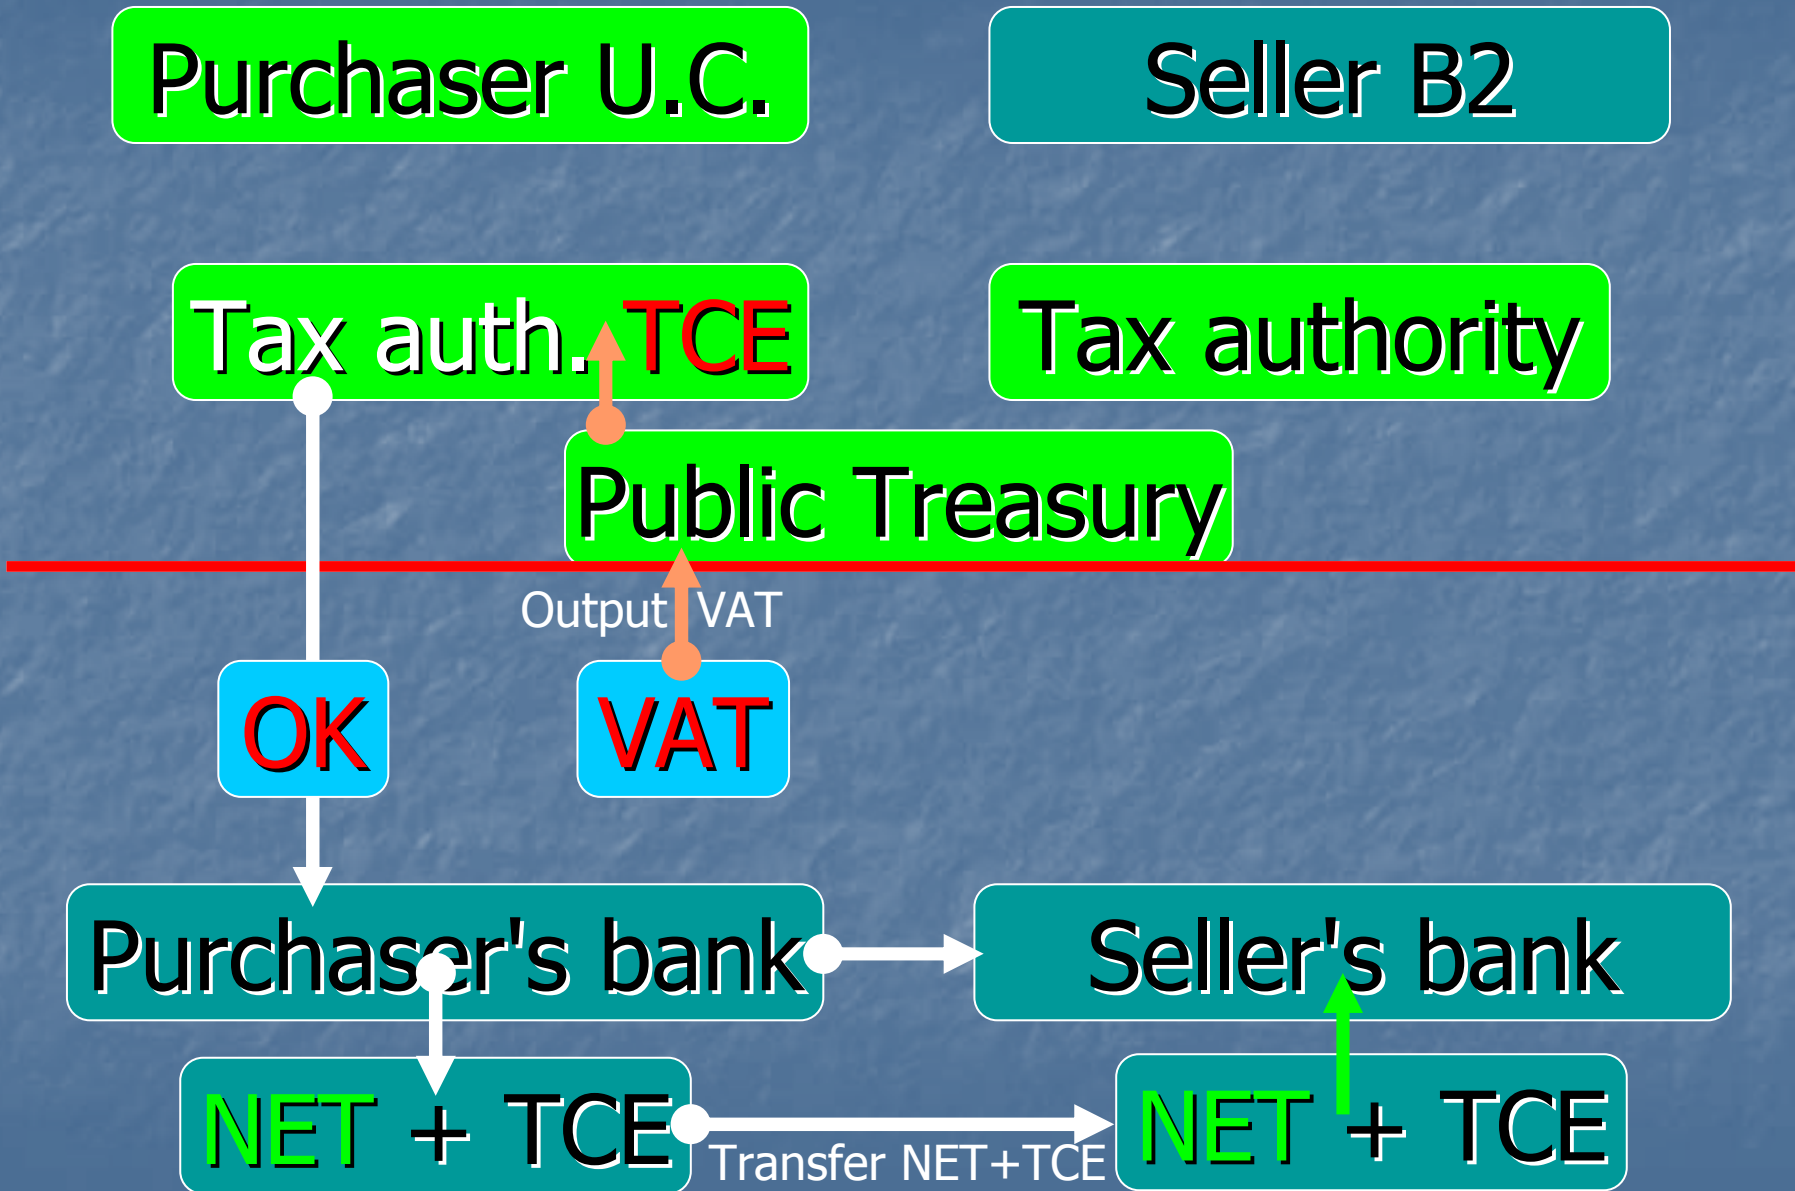 Purchaser U.C.
Seller B2
Tax auth. TCE
Tax authority
Public Treasury
Output VAT
OK
VAT
Purchaser's bank
Seller's bank
NET + TCE
Transfer NET+TCE
NET + TCE